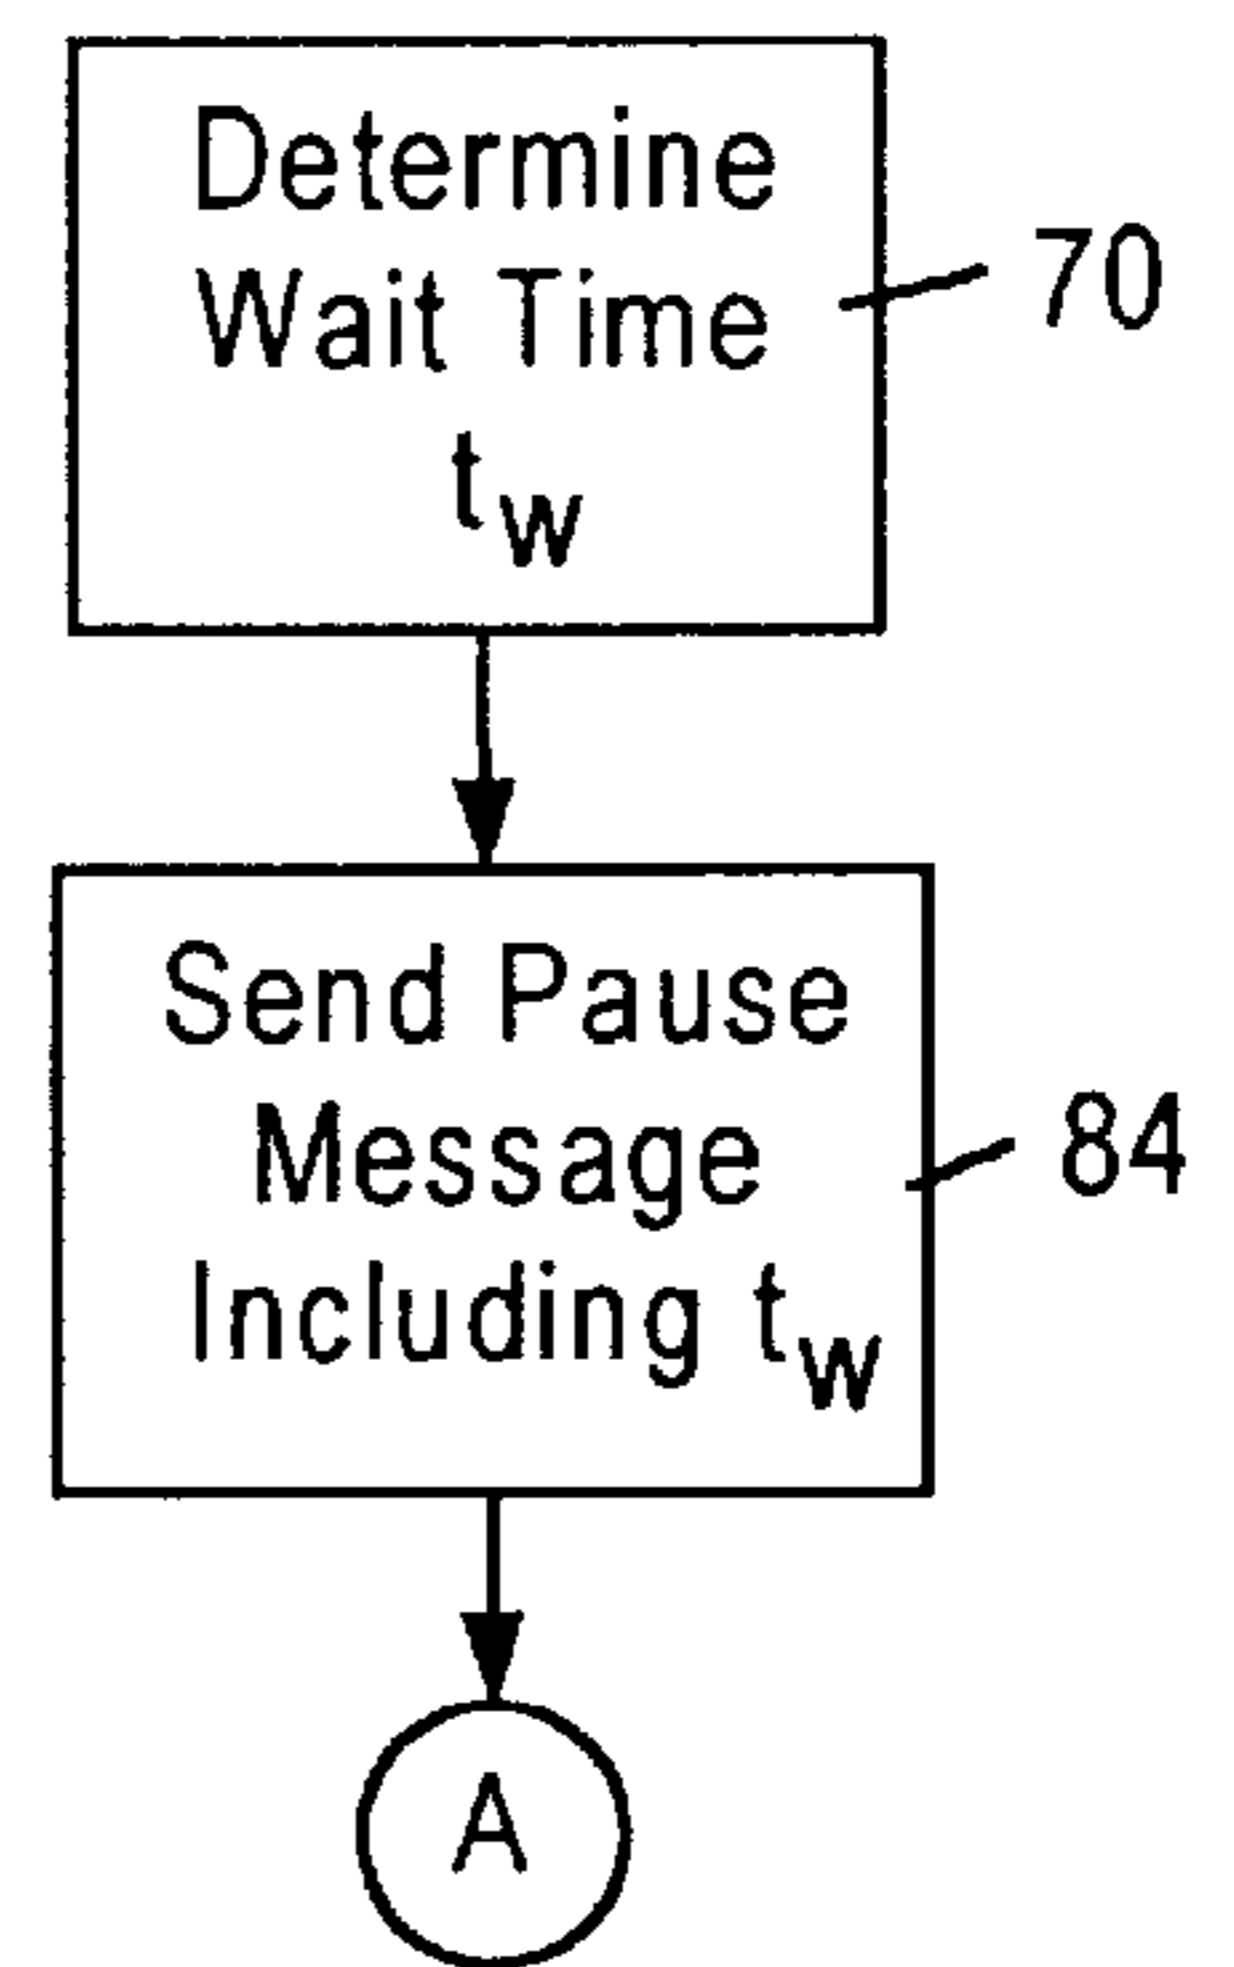 Determine
Wait Time
t_w
70
Send Pause
Message
Including t_w
84
A